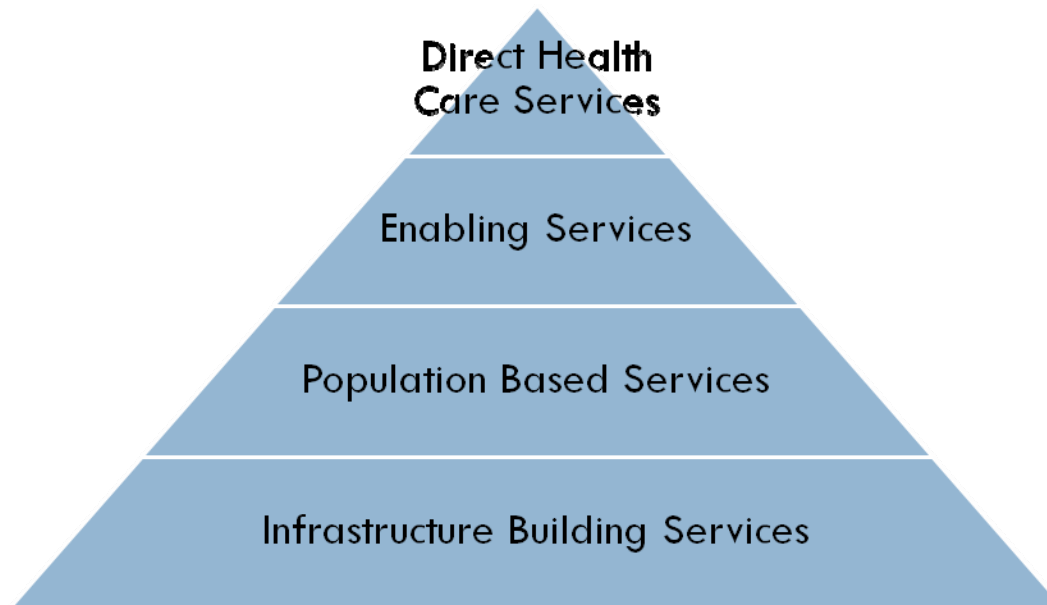 Direct Health
Care Services
Enabling Services
Population Based Services
Infrastructure Building Services